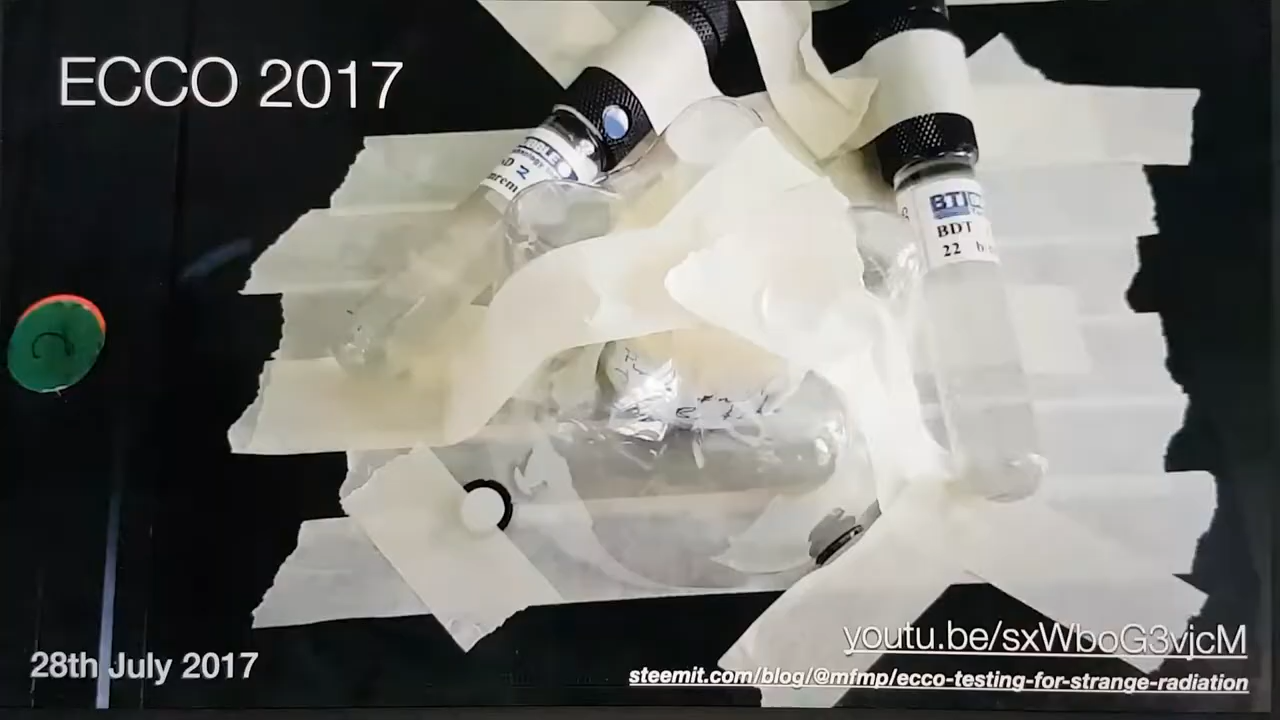 ECCO 2017
BTI
BDT
22 b
28th July 2017
youtu.be/sxWboG3vjcM
steemit.com/blog/@mfmp/ecco-testing-for-strange-radiation